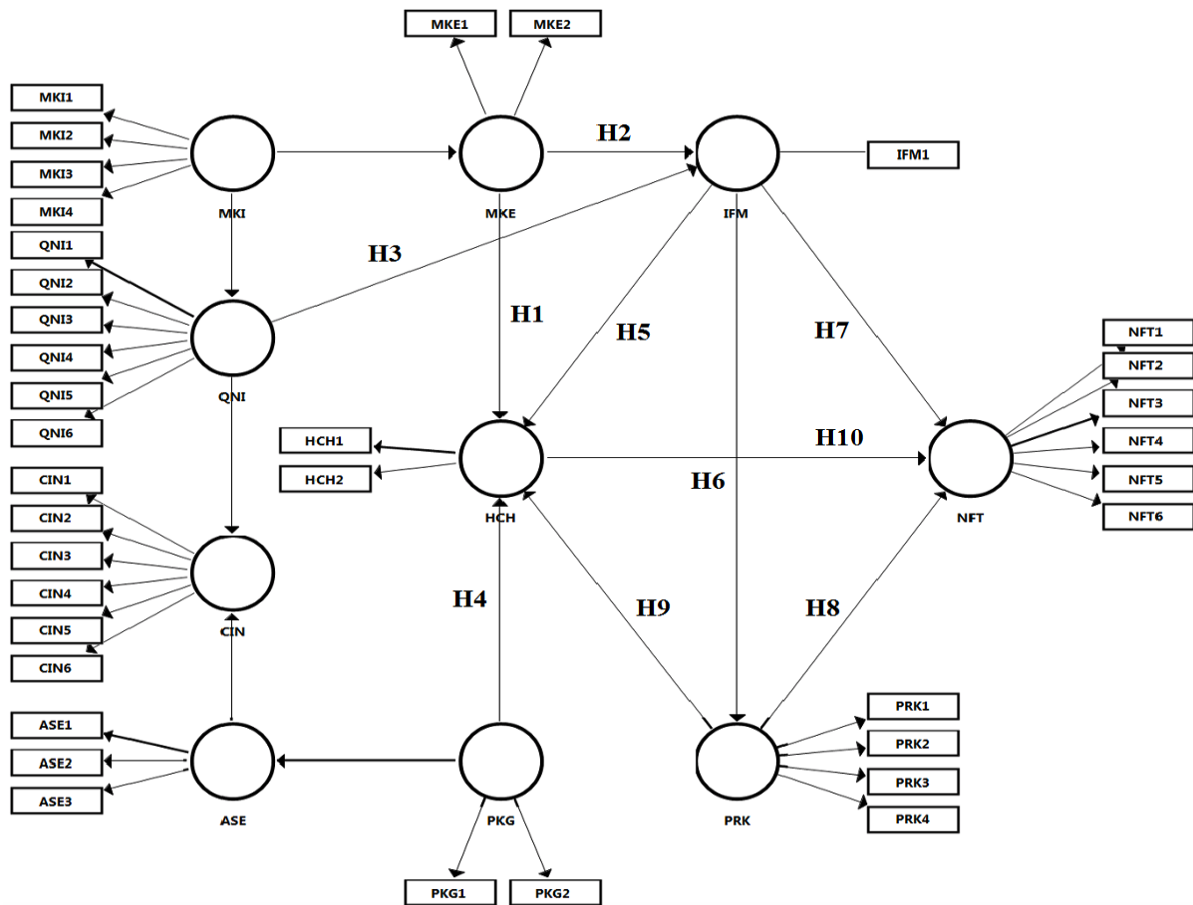 MKE1 MKE2
MKI1
MKI2
MKI3
MKI4
MKI
MKE
H2
IFM
IFM1
QNI1
QNI2
QNI3
QNI4
QNI5
QNI6
QNI
H3
H1
H5
H7
NFT1
NFT2
NFT3
NFT4
NFT5
NFT6
NFT
HCH1
HCH2
HCH
H10
H6
CIN1
CIN2
CIN3
CIN4
CIN5
CIN6
CIN
H4
H9
H8
ASE1
ASE2
ASE3
ASE
PKG
PRK
PRK1
PRK2
PRK3
PRK4
PKG1 PKG2